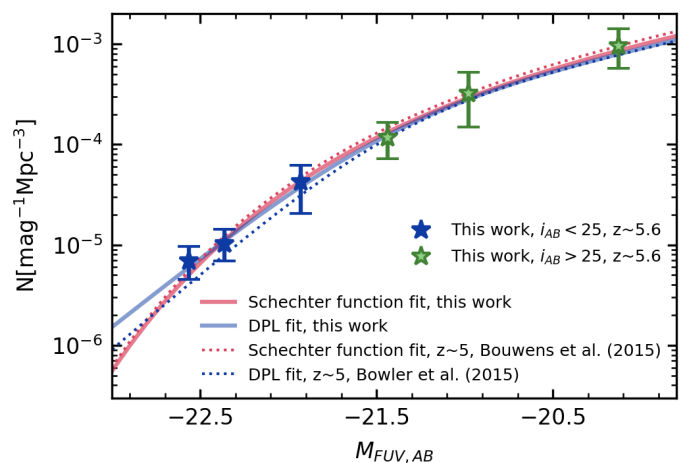 10⁻³
10⁻⁴
10⁻⁵
10⁻⁶
N[mag⁻¹Mpc⁻³]
This work, i_AB < 25, z~5.6
This work, i_AB > 25, z~5.6
Schechter function fit, this work
DPL fit, this work
Schechter function fit, z~5, Bouwens et al. (2015)
DPL fit, z~5, Bowler et al. (2015)
−22.5 −21.5 −20.5
M_FUV, AB